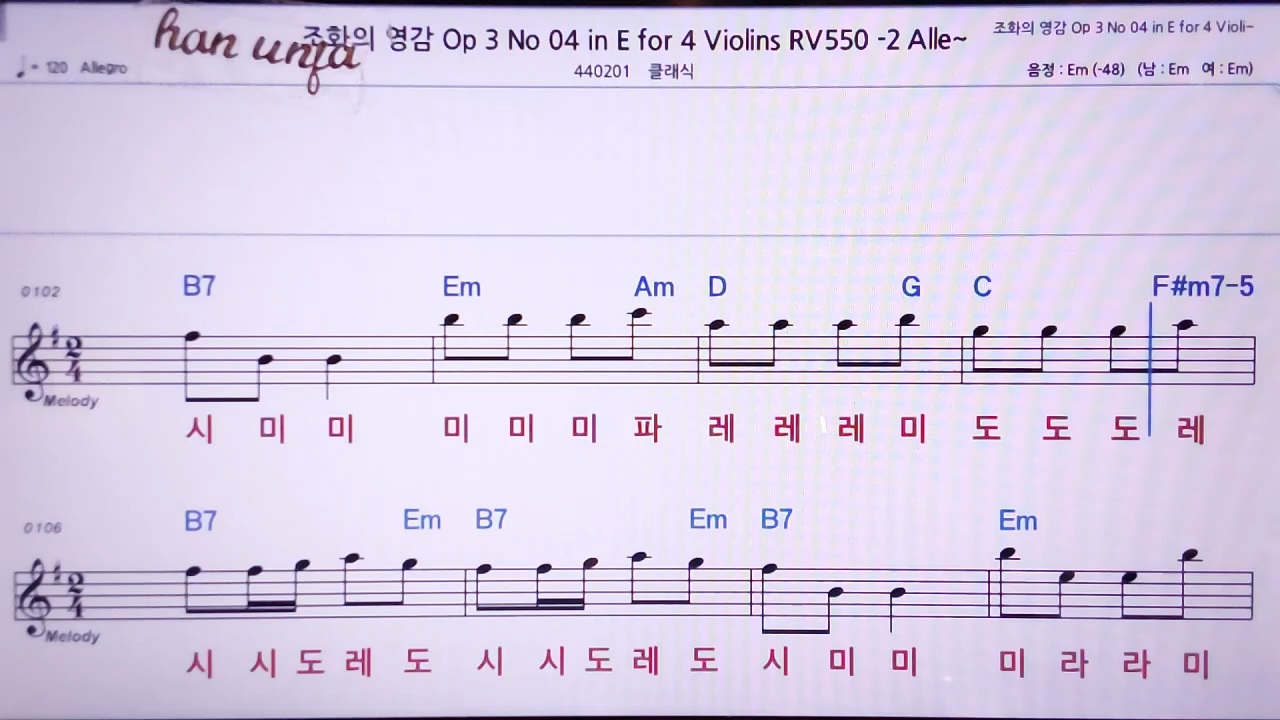 han unja
조화의 영감 Op 3 No 04 in E for 4 Violins RV550 -2 Alle~
조화의 영감 Op 3 No 04 in E for 4 Violi~
♩= 120 Allegro
440201 클래식
음정 : Em (-48) (남 : Em 여 : Em)
0102 B7 Em Am D G C F#m7-5
2 4
Melody
시 미 미 미 미 미 파 레 레 레 미 도 도 도 레
0106 B7 Em B7 Em B7 Em
2 4
Melody
시 시 도 레 도 시 시 도 레 도 시 미 미 미 라 라 미